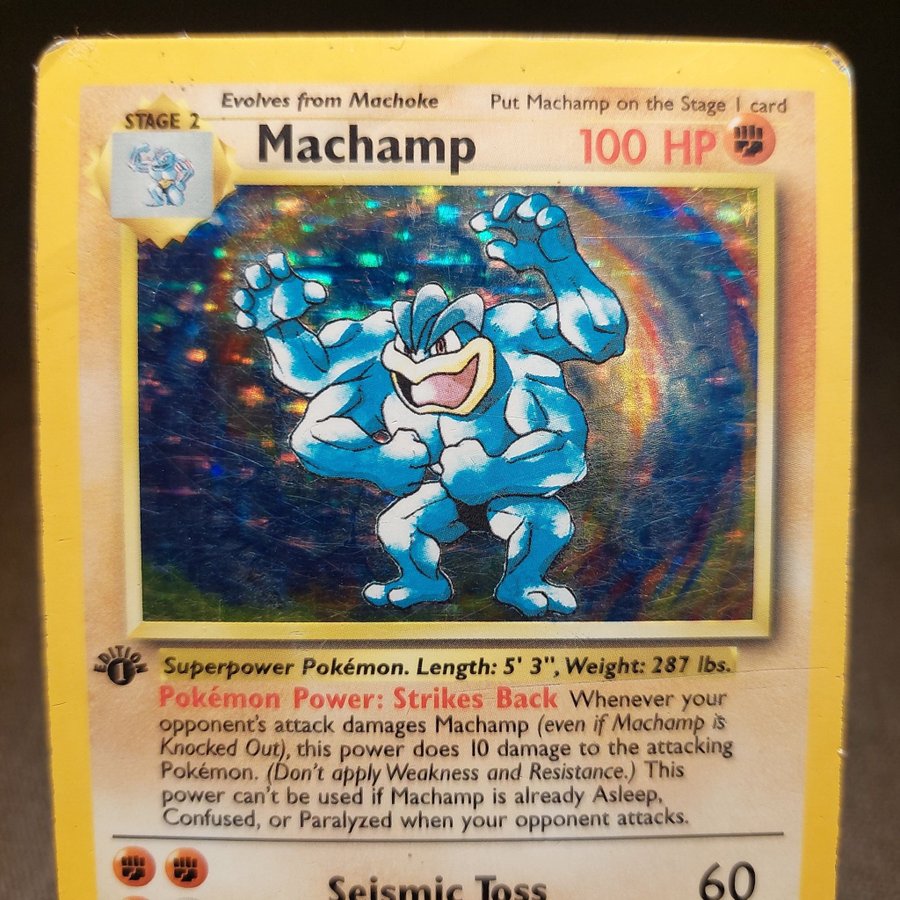 Evolves from Machoke Put Machamp on the Stage 1 card
STAGE 2
Machamp 100 HP
EDITION 1
Superpower Pokémon. Length: 5' 3", Weight: 287 lbs.
Pokémon Power: Strikes Back Whenever your
opponent's attack damages Machamp (even if Machamp is
Knocked Out), this power does 10 damage to the attacking
Pokémon. (Don't apply Weakness and Resistance.) This
power can't be used if Machamp is already Asleep,
Confused, or Paralyzed when your opponent attacks.
Seismic Toss 60